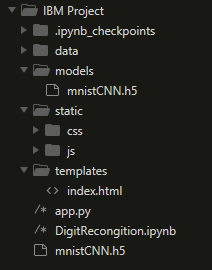 IBM Project
.ipynb_checkpoints
data
models
mnistCNN.h5
static
css
js
templates
<> index.html
/* app.py
/* DigitRecongition.ipynb
mnistCNN.h5